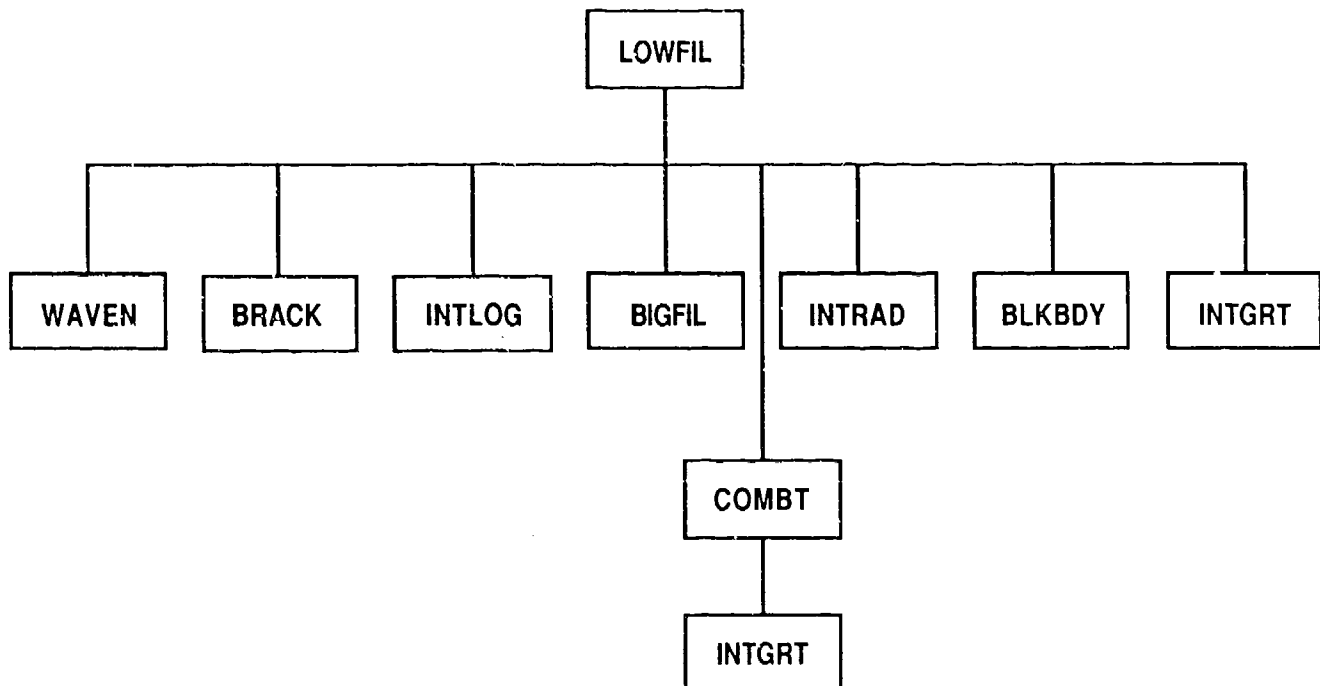 LOWFIL
WAVEN
BRACK
INTLOG
BIGFIL
INTRAD
BLKBDY
INTGRT
COMBT
INTGRT